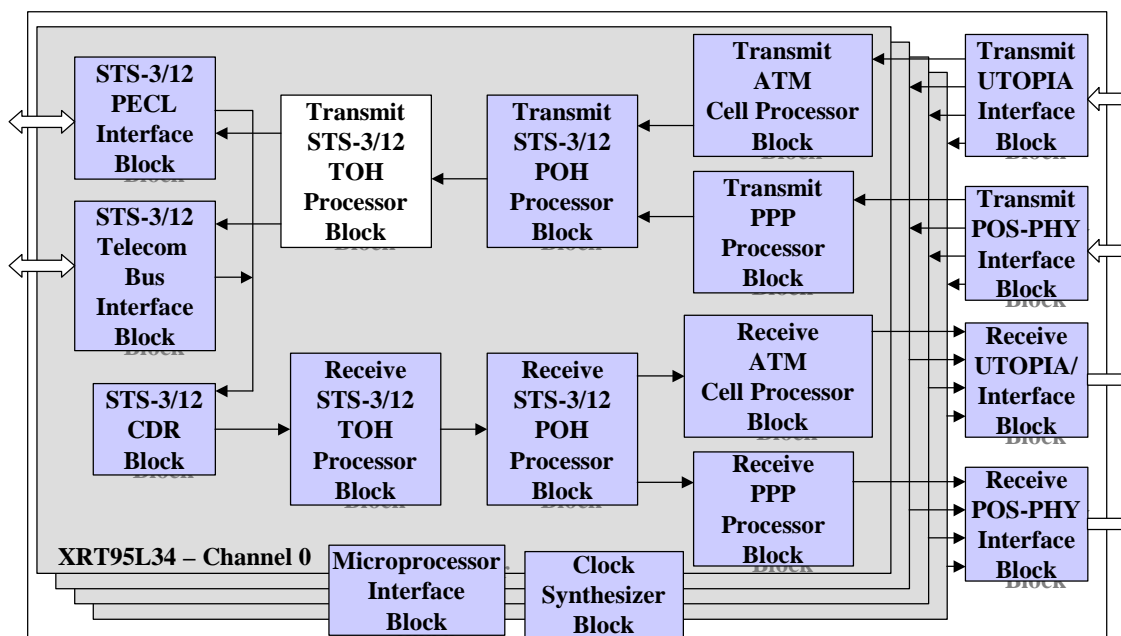 STS-3/12
PECL
Interface
Block
Transmit
STS-3/12
TOH
Processor
Block
Transmit
STS-3/12
POH
Processor
Block
Transmit
ATM
Cell Processor
Block
Transmit
UTOPIA
Interface
Block
STS-3/12
Telecom
Bus
Interface
Block
Transmit
PPP
Processor
Block
Transmit
POS-PHY
Interface
Block
STS-3/12
CDR
Block
Receive
STS-3/12
TOH
Processor
Block
Receive
STS-3/12
POH
Processor
Block
Receive
ATM
Cell Processor
Block
Receive
UTOPIA/
Interface
Block
Receive
PPP
Processor
Block
Receive
POS-PHY
Interface
Block
XRT95L34 – Channel 0
Microprocessor
Interface
Block
Clock
Synthesizer
Block